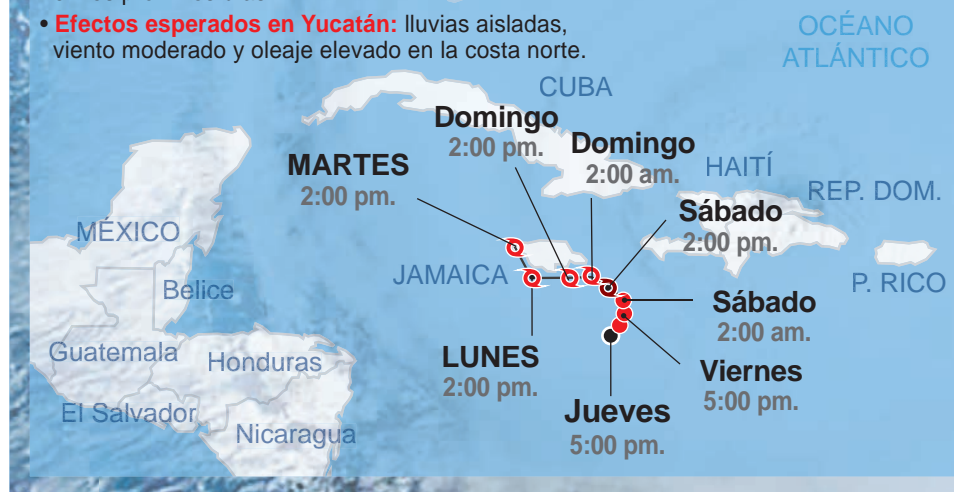 • Efectos esperados en Yucatán: lluvias aisladas,
viento moderado y oleaje elevado en la costa norte.
OCÉANO
ATLÁNTICO
CUBA
Domingo
2:00 pm.
Domingo
2:00 am.
MARTES
2:00 pm.
HAITÍ
REP. DOM.
Sábado
2:00 pm.
MÉXICO
JAMAICA
P. RICO
Belice
Sábado
2:00 am.
Guatemala
Honduras
LUNES
2:00 pm.
Viernes
5:00 pm.
El Salvador
Nicaragua
Jueves
5:00 pm.